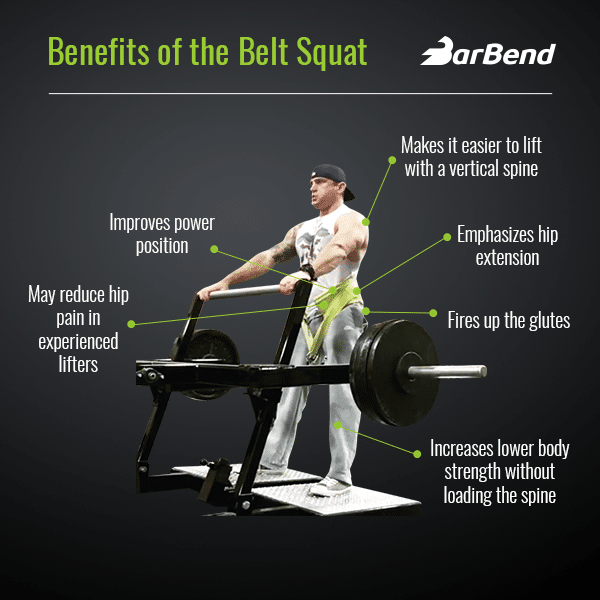 Benefits of the Belt Squat
BarBend
Makes it easier to lift
with a vertical spine
Improves power
position
Emphasizes hip
extension
May reduce hip
pain in
experienced
lifters
Fires up the glutes
Increases lower body
strength without
loading the spine